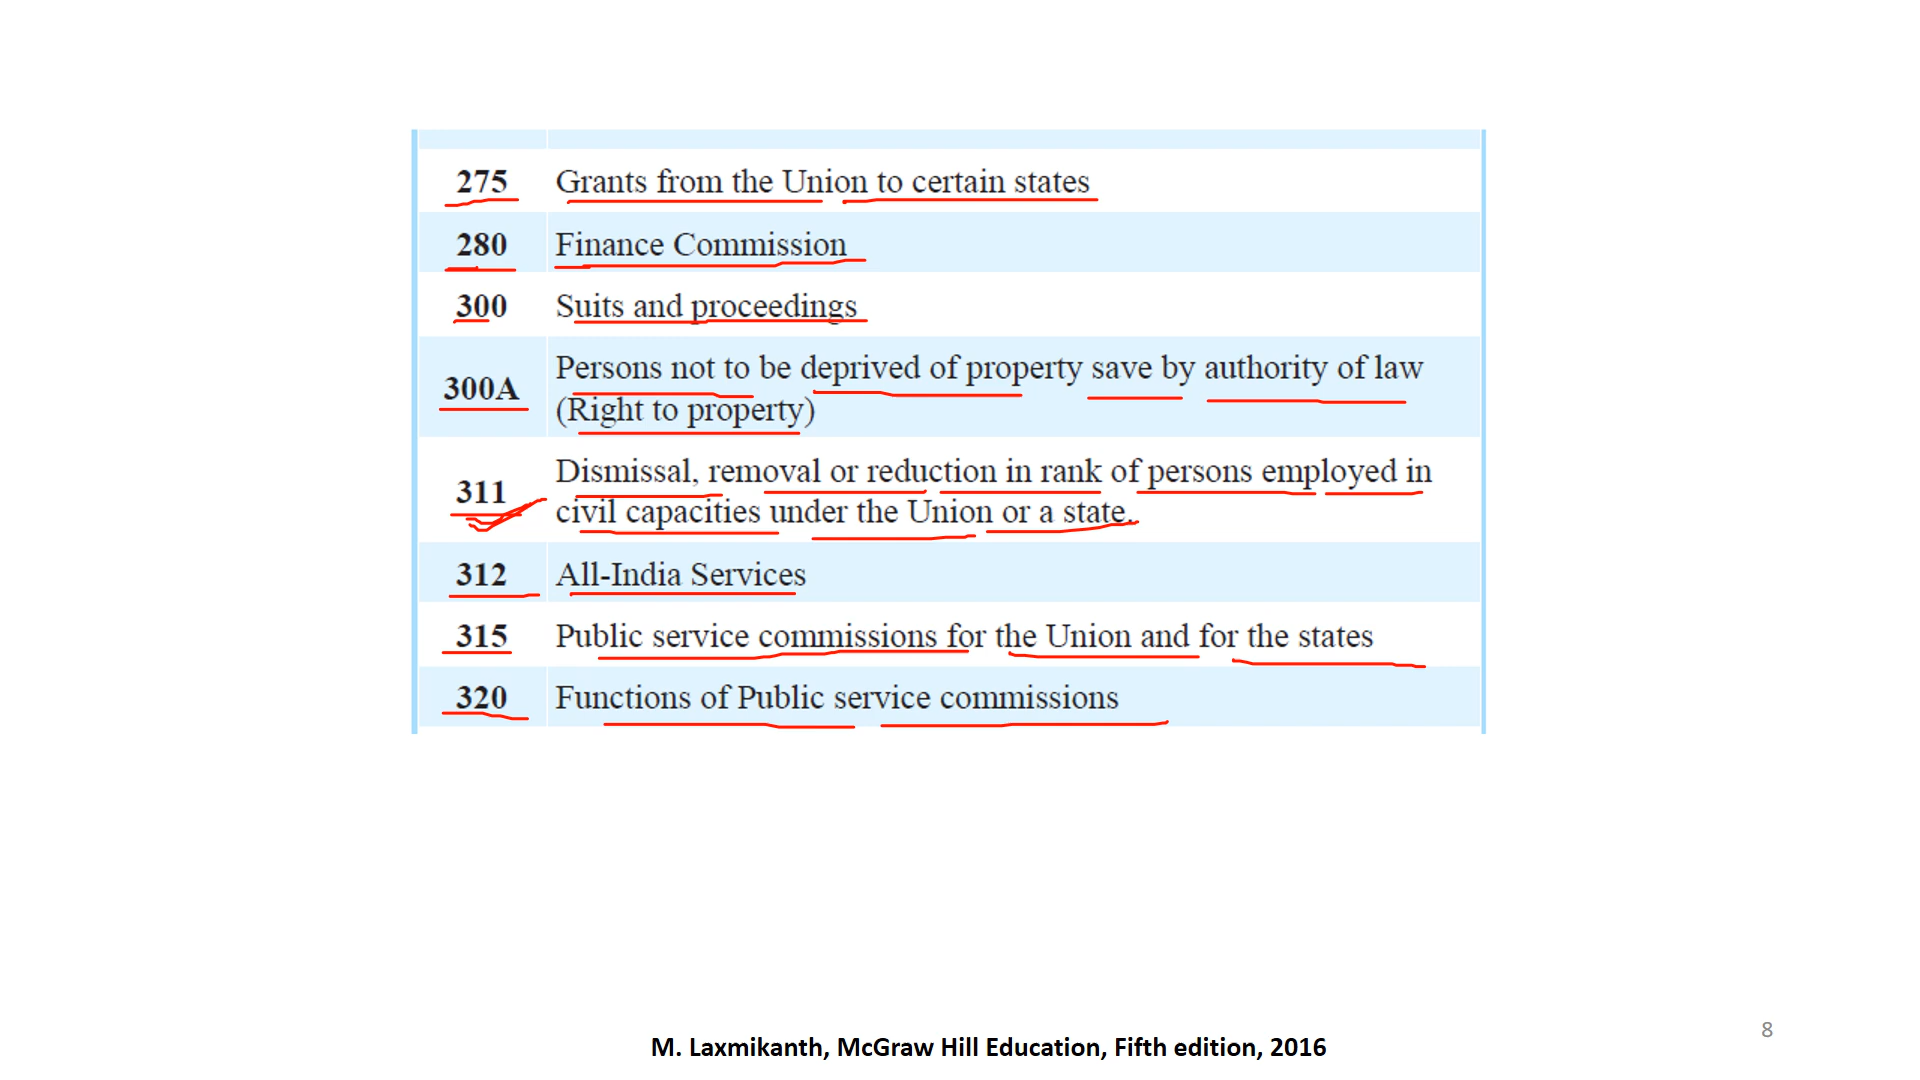 275 Grants from the Union to certain states
280 Finance Commission
300 Suits and proceedings
300A Persons not to be deprived of property save by authority of law
(Right to property)
311 Dismissal, removal or reduction in rank of persons employed in
civil capacities under the Union or a state.
312 All-India Services
315 Public service commissions for the Union and for the states
320 Functions of Public service commissions
8
M. Laxmikanth, McGraw Hill Education, Fifth edition, 2016